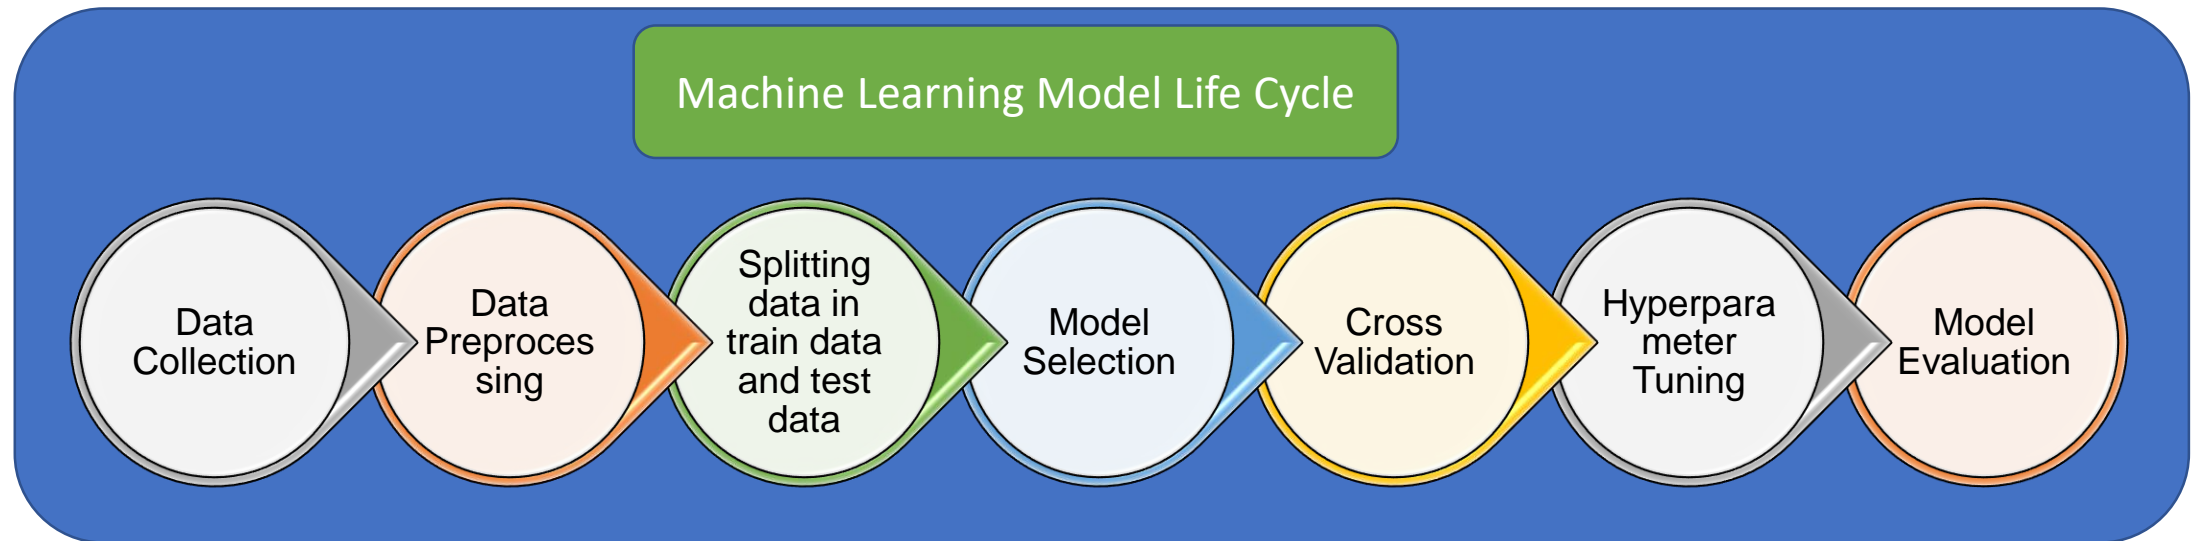 Machine Learning Model Life Cycle
Data
Collection
Data
Preproces
sing
Splitting
data in
train data
and test
data
Model
Selection
Cross
Validation
Hyperpara
meter
Tuning
Model
Evaluation